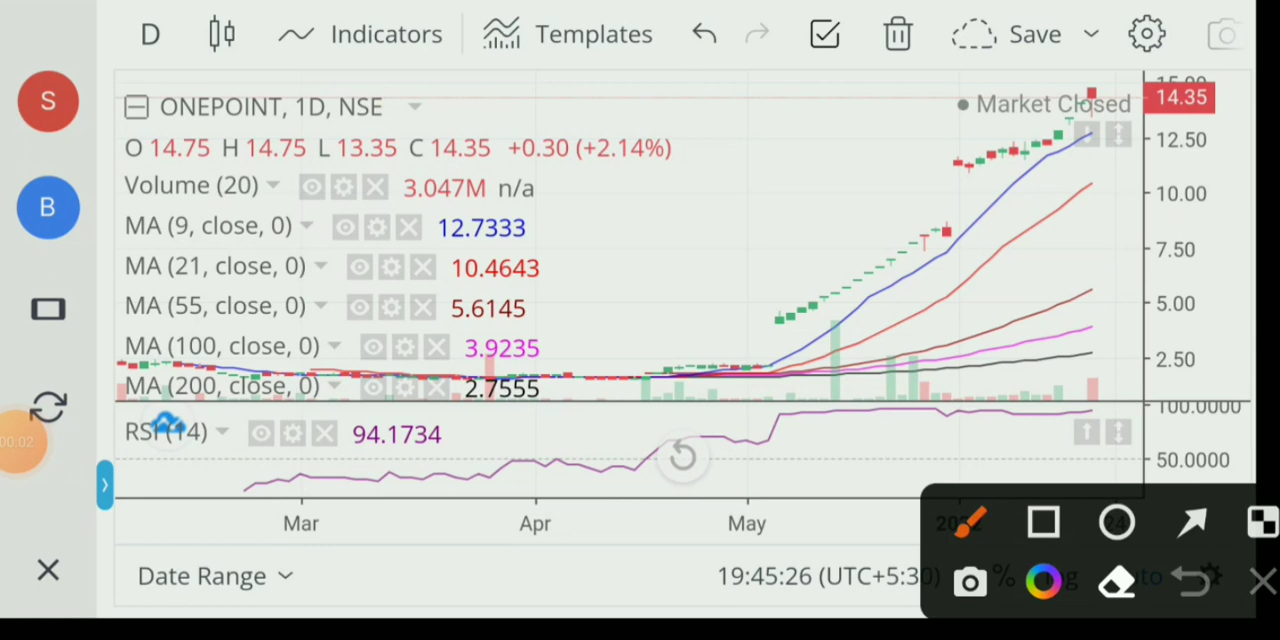 D Indicators Templates Save
S
ONEPOINT, 1D, NSE
Market Closed
15.00
14.35
O 14.75 H 14.75 L 13.35 C 14.35 +0.30 (+2.14%)
12.50
Volume (20) 3.047M n/a
10.00
B
MA (9, close, 0) 12.7333
7.50
MA (21, close, 0) 10.4643
MA (55, close, 0) 5.6145
5.00
MA (100, close, 0) 3.9235
2.50
MA (200, close, 0) 2.7555
100.0000
RSI (14) 94.1734
00:02
50.0000
Mar Apr May
Date Range 19:45:26 (UTC+5:30) %